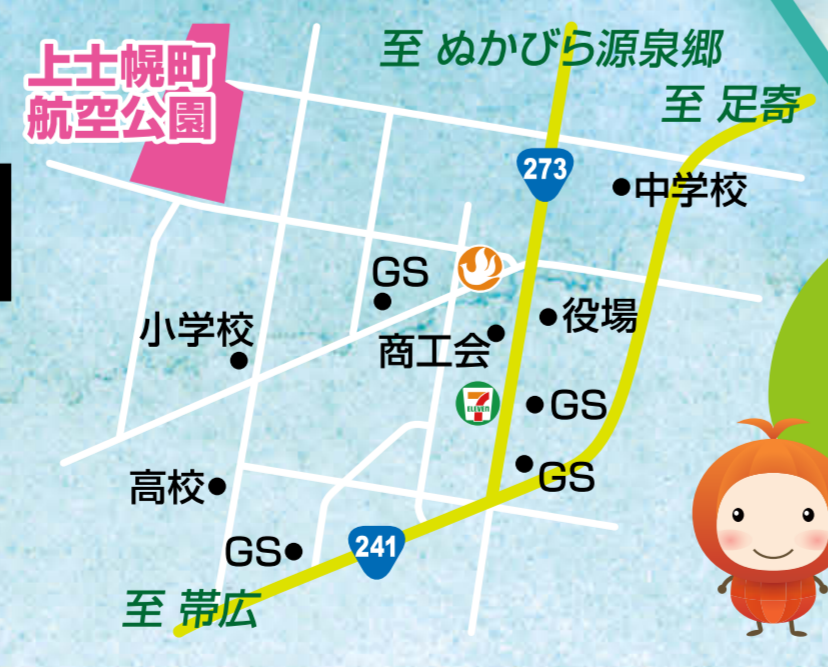 上士幌町
航空公園
至 ぬかびら源泉郷
至 足寄
273
中学校
GS
小学校
商工会
役場
7
ELEVEN
GS
GS
高校
GS
241
至 帯広